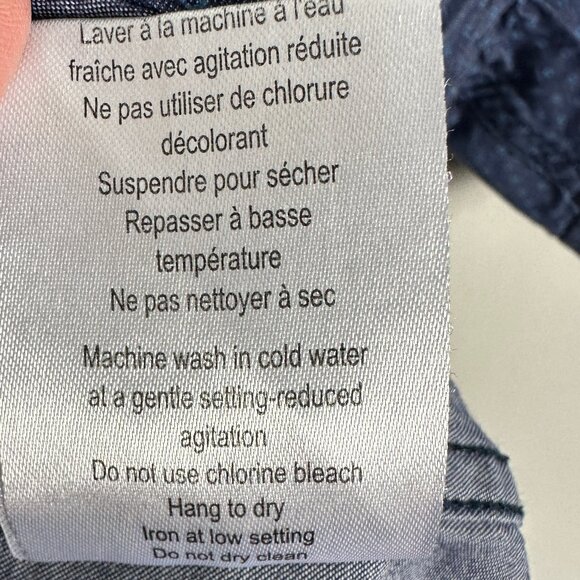 Laver à la machine à l'eau
fraîche avec agitation réduite
Ne pas utiliser de chlorure
décolorant
Suspendre pour sécher
Repasser à basse
température
Ne pas nettoyer à sec
Machine wash in cold water
at a gentle setting-reduced
agitation
Do not use chlorine bleach
Hang to dry
Iron at low setting
Do not dry clean